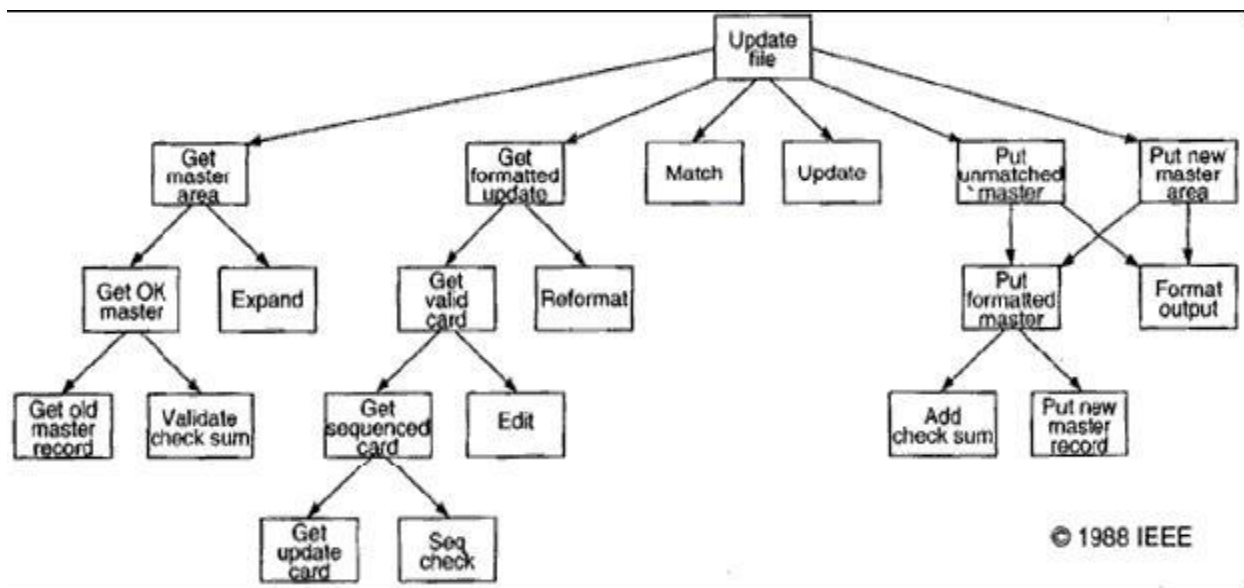 Update
file
Get
master
area
Get
formatted
update
Match
Update
Put
unmatched
master
Put new
master
area
Get OK
master
Expand
Get
valid
card
Reformat
Put
formatted
master
Format
output
Get old
master
record
Validate
check sum
Get
sequenced
card
Edit
Add
check sum
Put new
master
record
Get
update
card
Seq
check
© 1988 IEEE